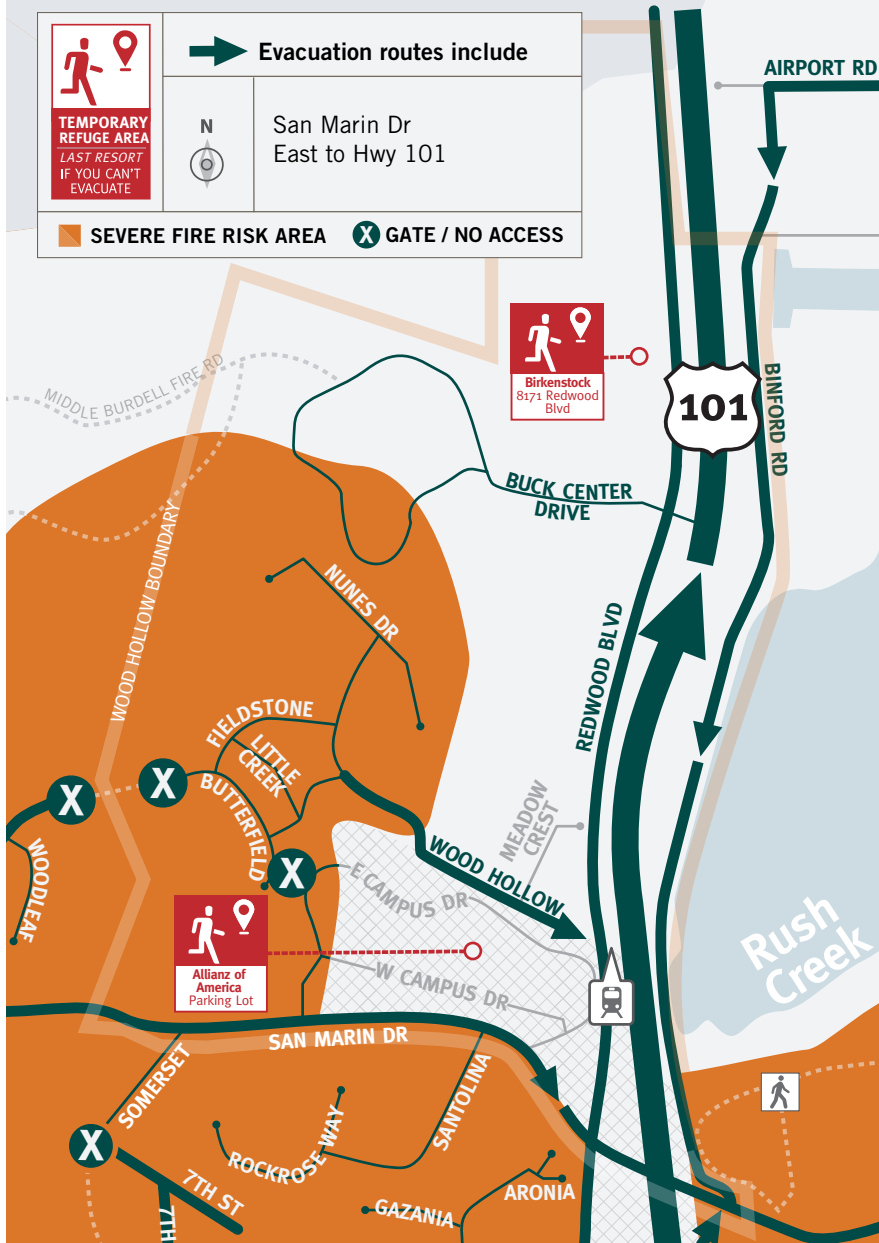 TEMPORARY
REFUGE AREA
LAST RESORT
IF YOU CAN'T
EVACUATE
Evacuation routes include
N
San Marin Dr
East to Hwy 101
SEVERE FIRE RISK AREA
X GATE / NO ACCESS
AIRPORT RD
Birkenstock
8171 Redwood
Blvd
101
BINFORD RD
MIDDLE BURDELL FIRE RD
BUCK CENTER
DRIVE
WOOD HOLLOW BOUNDARY
NUNES DR
REDWOOD BLVD
FIELDSTONE
LITTLE
CREEK
BUTTERFIELD
X
X
X
MEADOW
CREST
WOOD HOLLOW
WOODLEAF
E CAMPUS DR
W CAMPUS DR
Allianz of
America
Parking Lot
Rush
Creek
SAN MARIN DR
SOMERSET
SANTOLINA
X
ROCKROSE WAY
7TH ST
7TH
GAZANIA
ARONIA